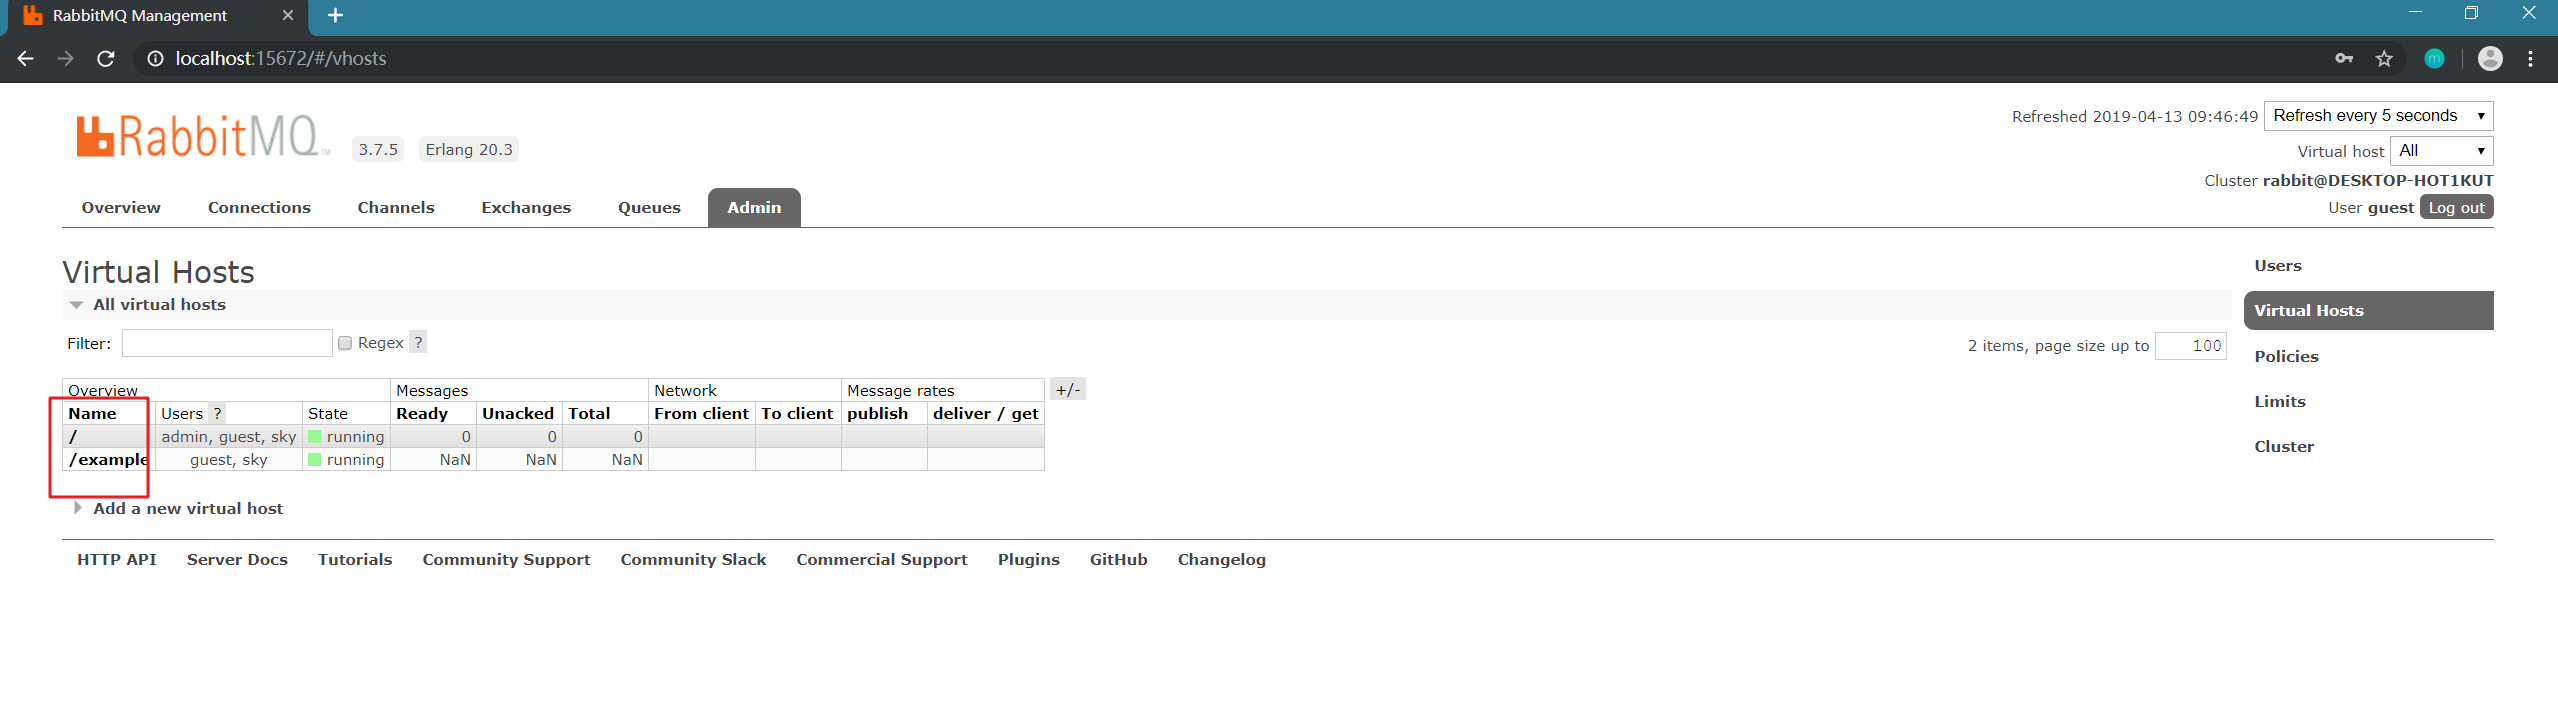 RabbitMQ Management
localhost:15672/#/vhosts
RabbitMQ TM 3.7.5 Erlang 20.3
Refreshed 2019-04-13 09:46:49 Refresh every 5 seconds
Virtual host All
Cluster rabbit@DESKTOP-HOT1KUT
User guest Log out
Overview Connections Channels Exchanges Queues Admin
Virtual Hosts
All virtual hosts
Filter: Regex ?
2 items, page size up to 100
Overview Messages Network Message rates +/-
Name Users ? State Ready Unacked Total From client To client publish deliver / get
/ admin, guest, sky running 0 0 0
/example guest, sky running NaN NaN NaN
Add a new virtual host
Users
Virtual Hosts
Policies
Limits
Cluster
HTTP API Server Docs Tutorials Community Support Community Slack Commercial Support Plugins GitHub Changelog